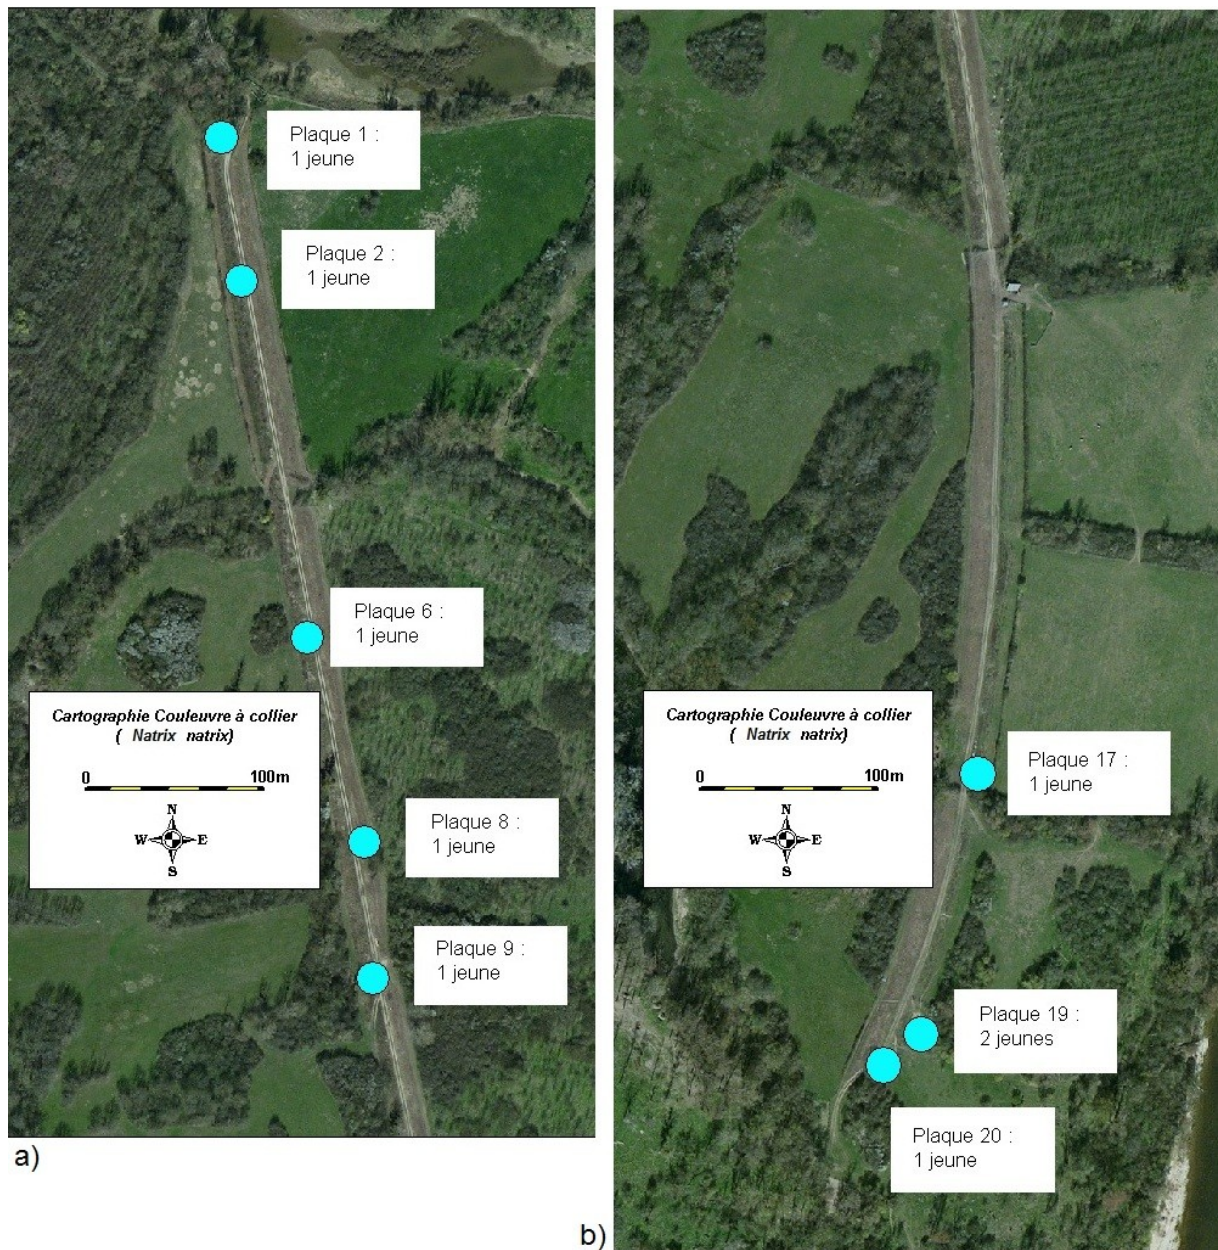 Plaque 1 :
1 jeune
Plaque 2 :
1 jeune
Plaque 6 :
1 jeune
Cartographie Couleuvre à collier
( Natrix natrix)
0 100m
N
W E
S
Plaque 8 :
1 jeune
Plaque 9 :
1 jeune
a)
Cartographie Couleuvre à collier
( Natrix natrix)
0 100m
N
W E
S
Plaque 17 :
1 jeune
Plaque 19 :
2 jeunes
Plaque 20 :
1 jeune
b)